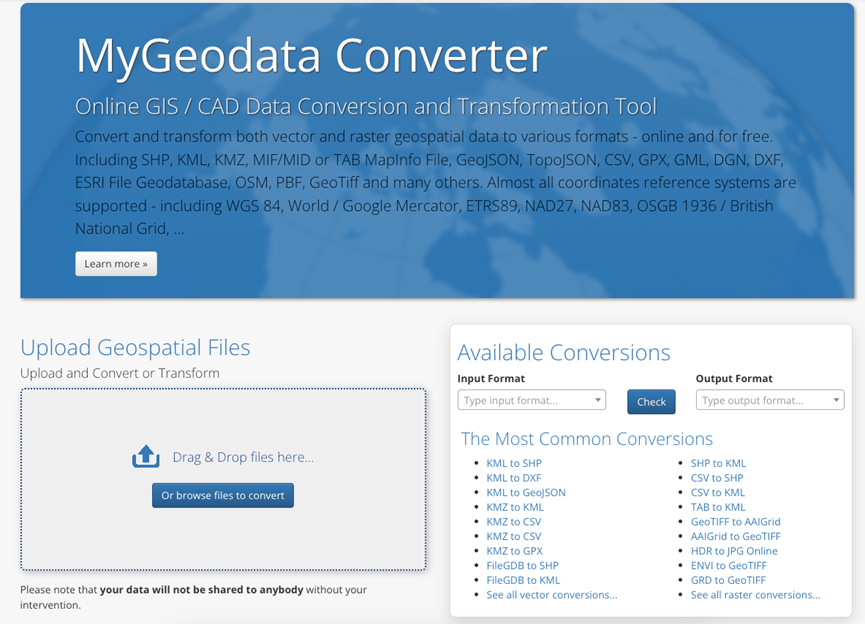 MyGeodata Converter
Online GIS / CAD Data Conversion and Transformation Tool
Convert and transform both vector and raster geospatial data to various formats - online and for free.
Including SHP, KML, KMZ, MIF/MID or TAB MapInfo File, GeoJSON, TopoJSON, CSV, GPX, GML, DGN, DXF,
ESRI File Geodatabase, OSM, PBF, GeoTiff and many others. Almost all coordinates reference systems are
supported - including WGS 84, World / Google Mercator, ETRS89, NAD27, NAD83, OSGB 1936 / British
National Grid, ...
Learn more »
Upload Geospatial Files
Upload and Convert or Transform
Drag & Drop files here...
Or browse files to convert
Please note that your data will not be shared to anybody without your
intervention.
Available Conversions
Input Format
Type input format...
Check
Output Format
Type output format...
The Most Common Conversions
KML to SHP
KML to DXF
KML to GeoJSON
KMZ to KML
KMZ to CSV
KMZ to CSV
KMZ to GPX
FileGDB to SHP
FileGDB to KML
See all vector conversions...
SHP to KML
CSV to SHP
CSV to KML
TAB to KML
GeoTIFF to AAIGrid
AAIGrid to GeoTIFF
HDR to JPG Online
ENVI to GeoTIFF
GRD to GeoTIFF
See all raster conversions...